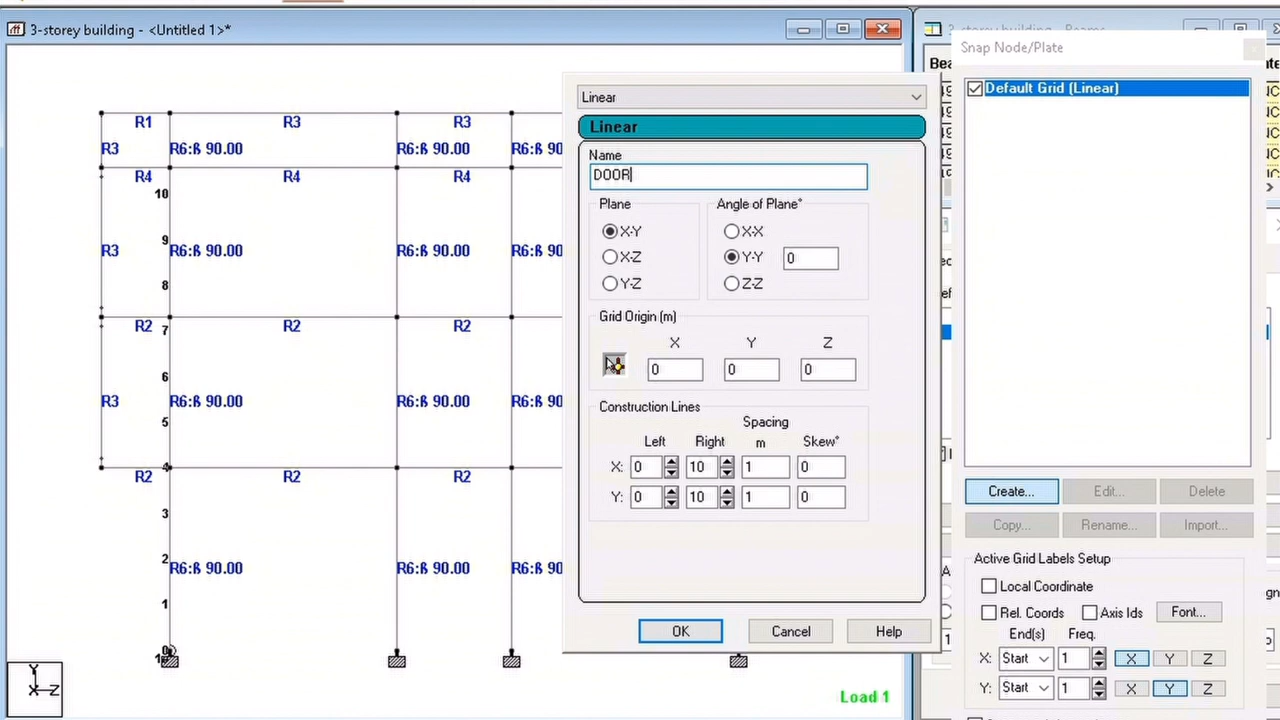 3-storey building - <Untitled 1>*
R1 R3 R3
R3 R6:ß 90.00 R6:ß 90.00 R6:ß 90
R4 R4 R4
10
9
R3 R6:ß 90.00 R6:ß 90.00 R6:ß 90
8
R2 7 R2 R2
6
R3 R6:ß 90.00 R6:ß 90.00 R6:ß 90
5
4
R2 R2 R2
3
2
R6:ß 90.00 R6:ß 90.00 R6:ß 90
1
Y
X Z
Load 1
Linear
Linear
Name
DOOR
Plane
X-Y
X-Z
Y-Z
Angle of Plane*
X-X
Y-Y 0
Z-Z
Grid Origin (m)
X Y Z
0 0 0
Construction Lines
Spacing
Left Right m Skew*
X: 0 10 1 0
Y: 0 10 1 0
OK Cancel Help
3-storey building - Beams
Snap Node/Plate
Default Grid (Linear)
Create... Edit... Delete
Copy... Rename... Import...
Active Grid Labels Setup
Local Coordinate
Rel. Coords Axis Ids Font...
End(s) Freq.
X: Start 1 X Y Z
Y: Start 1 X Y Z